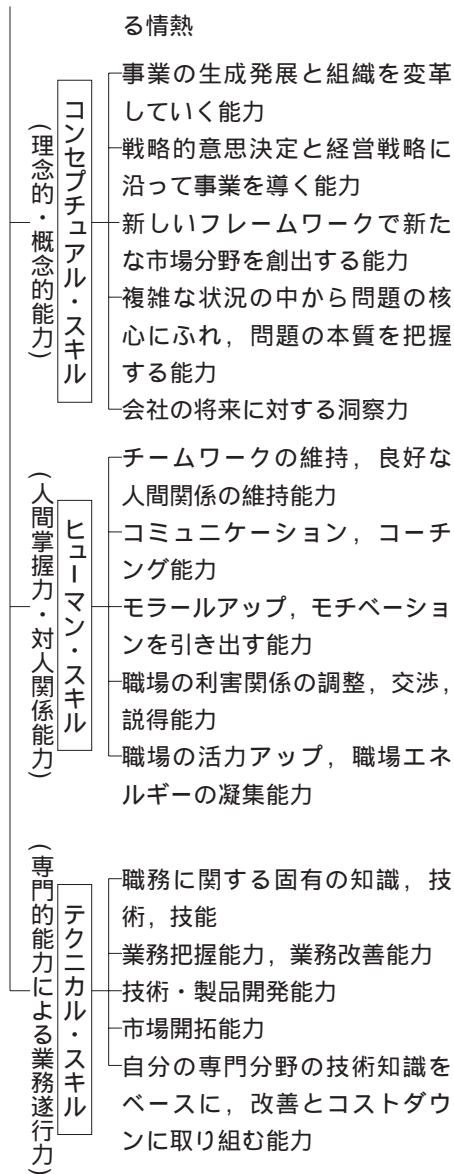 る情熱
コンセプチュアル・スキル
(理念的・概念的能力)
事業の生成発展と組織を変革
していく能力
戦略的意思決定と経営戦略に
沿って事業を導く能力
新しいフレームワークで新た
な市場分野を創出する能力
複雑な状況の中から問題の核
心にふれ，問題の本質を把握
する能力
会社の将来に対する洞察力
ヒューマン・スキル
(人間掌握力・対人関係能力)
チームワークの維持，良好な
人間関係の維持能力
コミュニケーション，コーチ
ング能力
モラールアップ，モチベーショ
ンを引き出す能力
職場の利害関係の調整，交渉，
説得能力
職場の活力アップ，職場エネ
ルギーの凝集能力
テクニカル・スキル
(専門的能力による業務遂行力)
職務に関する固有の知識，技
術，技能
業務把握能力，業務改善能力
技術・製品開発能力
市場開拓能力
自分の専門分野の技術知識を
ベースに，改善とコストダウ
ンに取り組む能力